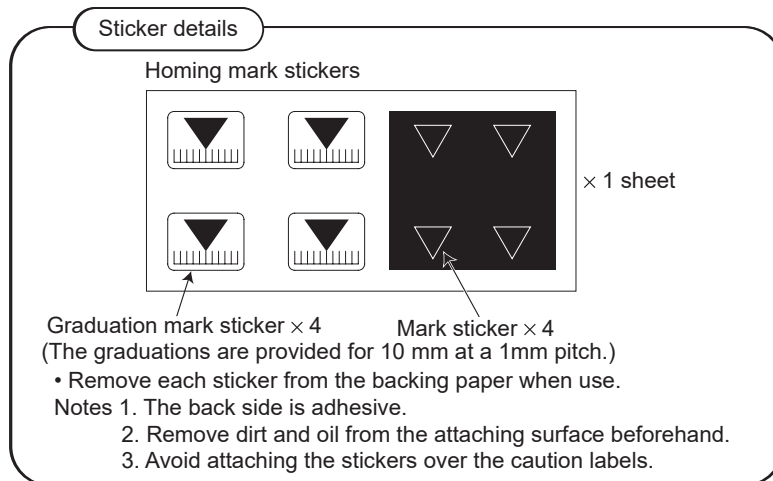 Sticker details
Homing mark stickers
× 1 sheet
Graduation mark sticker × 4
Mark sticker × 4
(The graduations are provided for 10 mm at a 1mm pitch.)
• Remove each sticker from the backing paper when use.
Notes 1. The back side is adhesive.
2. Remove dirt and oil from the attaching surface beforehand.
3. Avoid attaching the stickers over the caution labels.